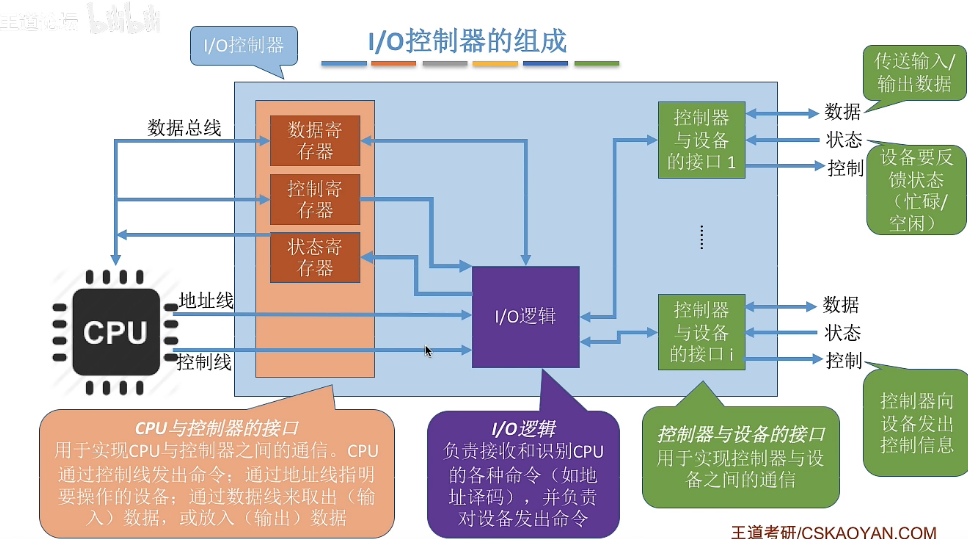 王道论坛 bilibili
I/O控制器
I/O控制器的组成
传送输入/
输出数据
数据总线
数据寄
存器
控制寄
存器
状态寄
存器
控制器
与设备
的接口 1
数据
状态
控制
设备要反
馈状态
（忙碌/
空闲）
CPU
地址线
控制线
I/O逻辑
控制器
与设备
的接口 i
数据
状态
控制
控制器向
设备发出
控制信息
CPU与控制器的接口
用于实现CPU与控制器之间的通信。CPU
通过控制线发出命令；通过地址线指明
要操作的设备；通过数据线来取出（输
入）数据，或放入（输出）数据
I/O逻辑
负责接收和识别CPU
的各种命令（如地
址译码），并负责
对设备发出命令
控制器与设备的接口
用于实现控制器与设
备之间的通信
王道考研/CSKAOYAN.COM